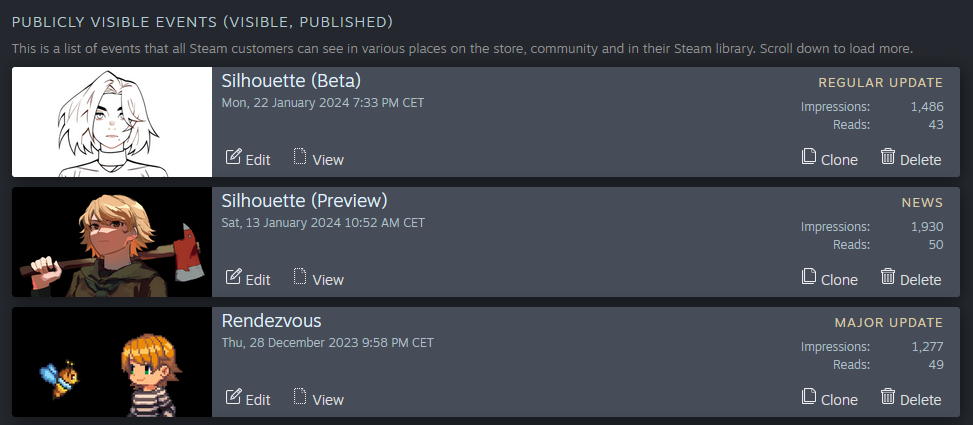 PUBLICLY VISIBLE EVENTS (VISIBLE, PUBLISHED)
This is a list of events that all Steam customers can see in various places on the store, community and in their Steam library. Scroll down to load more.
Silhouette (Beta)
REGULAR UPDATE
Mon, 22 January 2024 7:33 PM CET
Impressions: 1,486
Reads: 43
Edit View Clone Delete
Silhouette (Preview)
NEWS
Sat, 13 January 2024 10:52 AM CET
Impressions: 1,930
Reads: 50
Edit View Clone Delete
Rendezvous
MAJOR UPDATE
Thu, 28 December 2023 9:58 PM CET
Impressions: 1,277
Reads: 49
Edit View Clone Delete